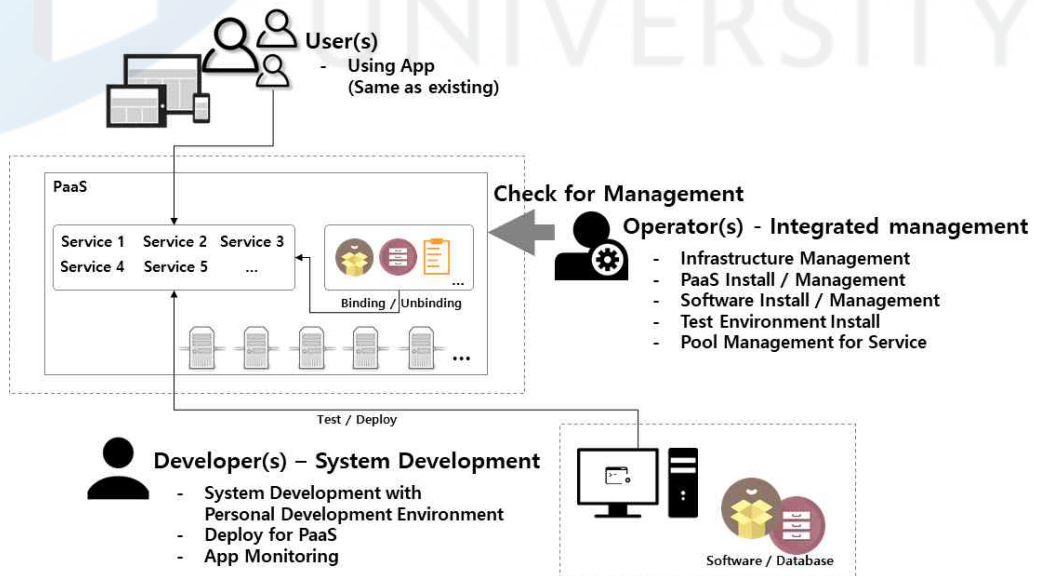 UNIVERSITY
User(s)
- Using App
(Same as existing)
PaaS
Service 1 Service 2 Service 3
Service 4 Service 5 ...
...
Binding / Unbinding
...
Check for Management
Operator(s) - Integrated management
- Infrastructure Management
- PaaS Install / Management
- Software Install / Management
- Test Environment Install
- Pool Management for Service
Test / Deploy
Developer(s) – System Development
- System Development with
Personal Development Environment
- Deploy for PaaS
- App Monitoring
Software / Database